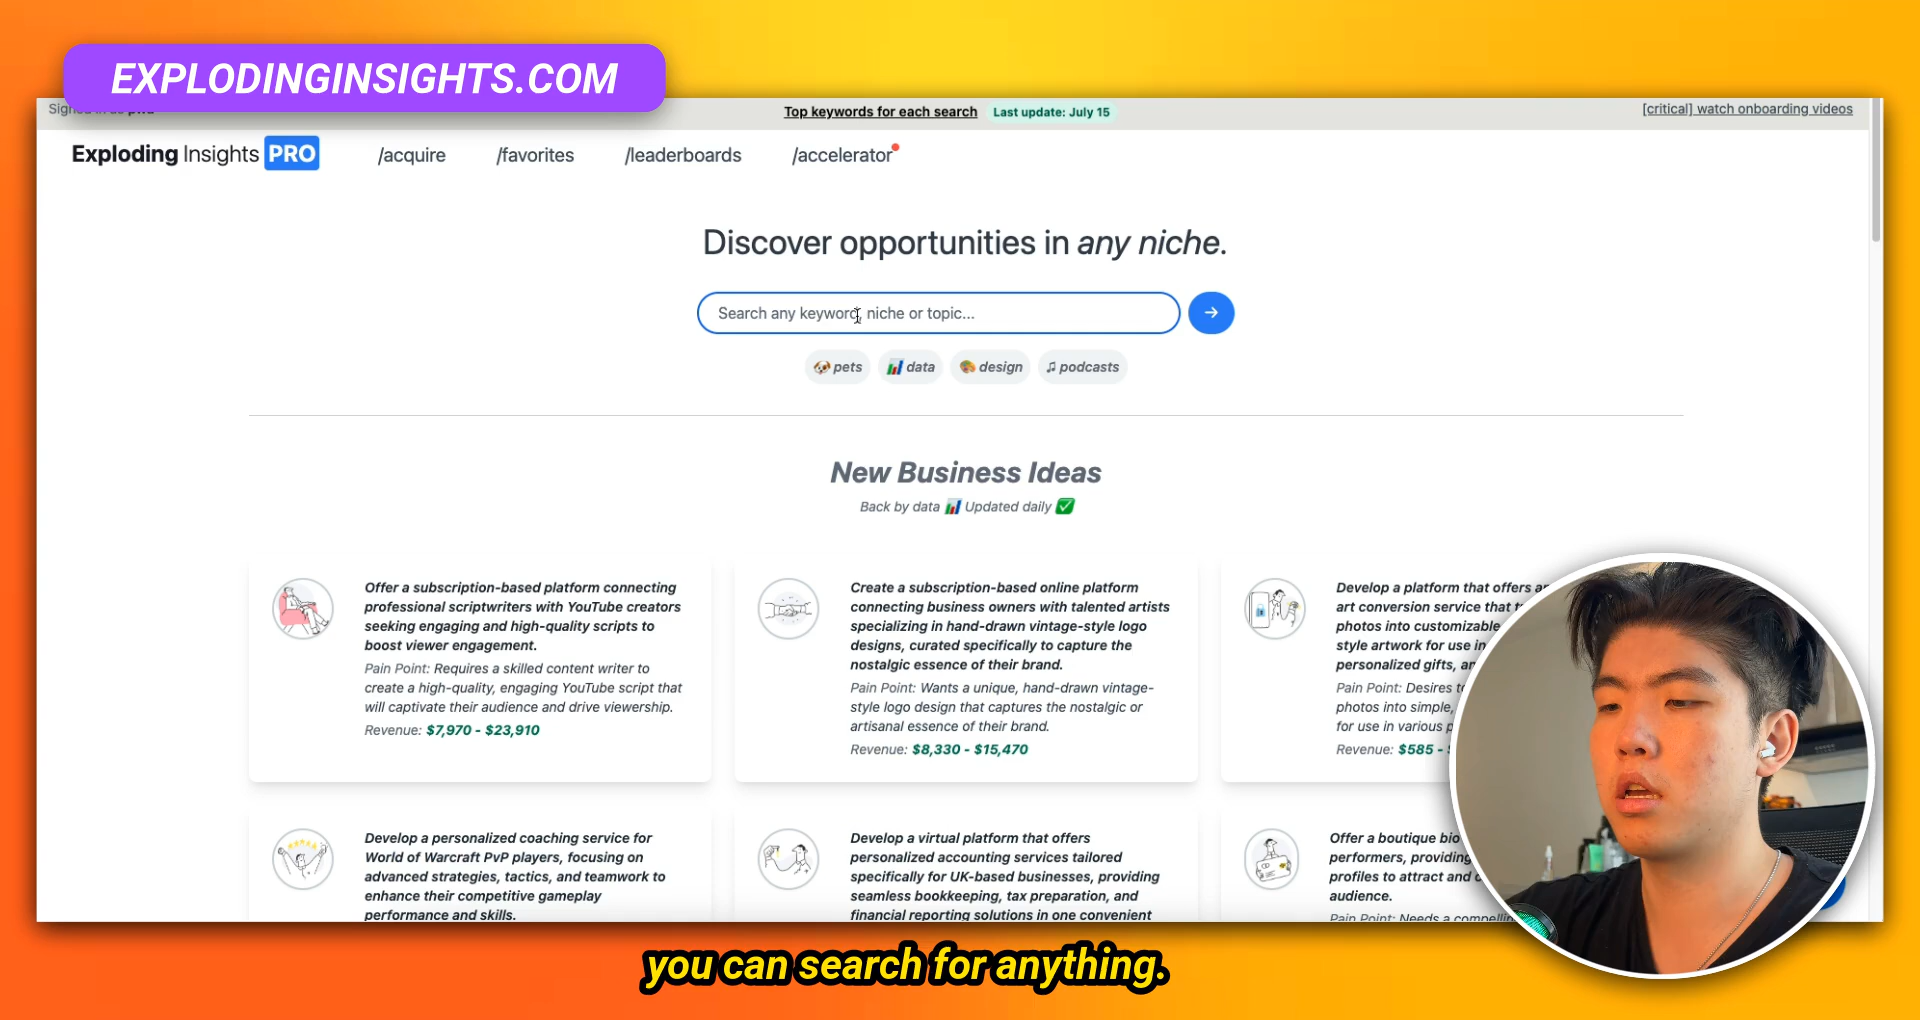 EXPLODINGINSIGHTS.COM
Top keywords for each search Last update: July 15
[critical] watch onboarding videos
Exploding Insights PRO /acquire /favorites /leaderboards /accelerator
Discover opportunities in any niche.
Search any keyword, niche or topic...
pets data design podcasts
New Business Ideas
Back by data Updated daily
Offer a subscription-based platform connecting
professional scriptwriters with YouTube creators
seeking engaging and high-quality scripts to
boost viewer engagement.
Pain Point: Requires a skilled content writer to
create a high-quality, engaging YouTube script that
will captivate their audience and drive viewership.
Revenue: $7,970 - $23,910
Create a subscription-based online platform
connecting business owners with talented artists
specializing in hand-drawn vintage-style logo
designs, curated specifically to capture the
nostalgic essence of their brand.
Pain Point: Wants a unique, hand-drawn vintage-
style logo design that captures the nostalgic or
artisanal essence of their brand.
Revenue: $8,330 - $15,470
Develop a platform that offers
art conversion service that
photos into customizable
style artwork for use in
personalized gifts,
Pain Point: Desires
photos into simple,
for use in various
Revenue: $585 -
Develop a personalized coaching service for
World of Warcraft PvP players, focusing on
advanced strategies, tactics, and teamwork to
enhance their competitive gameplay
performance and skills.
Develop a virtual platform that offers
personalized accounting services tailored
specifically for UK-based businesses, providing
seamless bookkeeping, tax preparation, and
financial reporting solutions in one convenient
Offer a boutique bio
performers, providing
profiles to attract and
audience.
Pain Point: Needs a
you can search for anything.